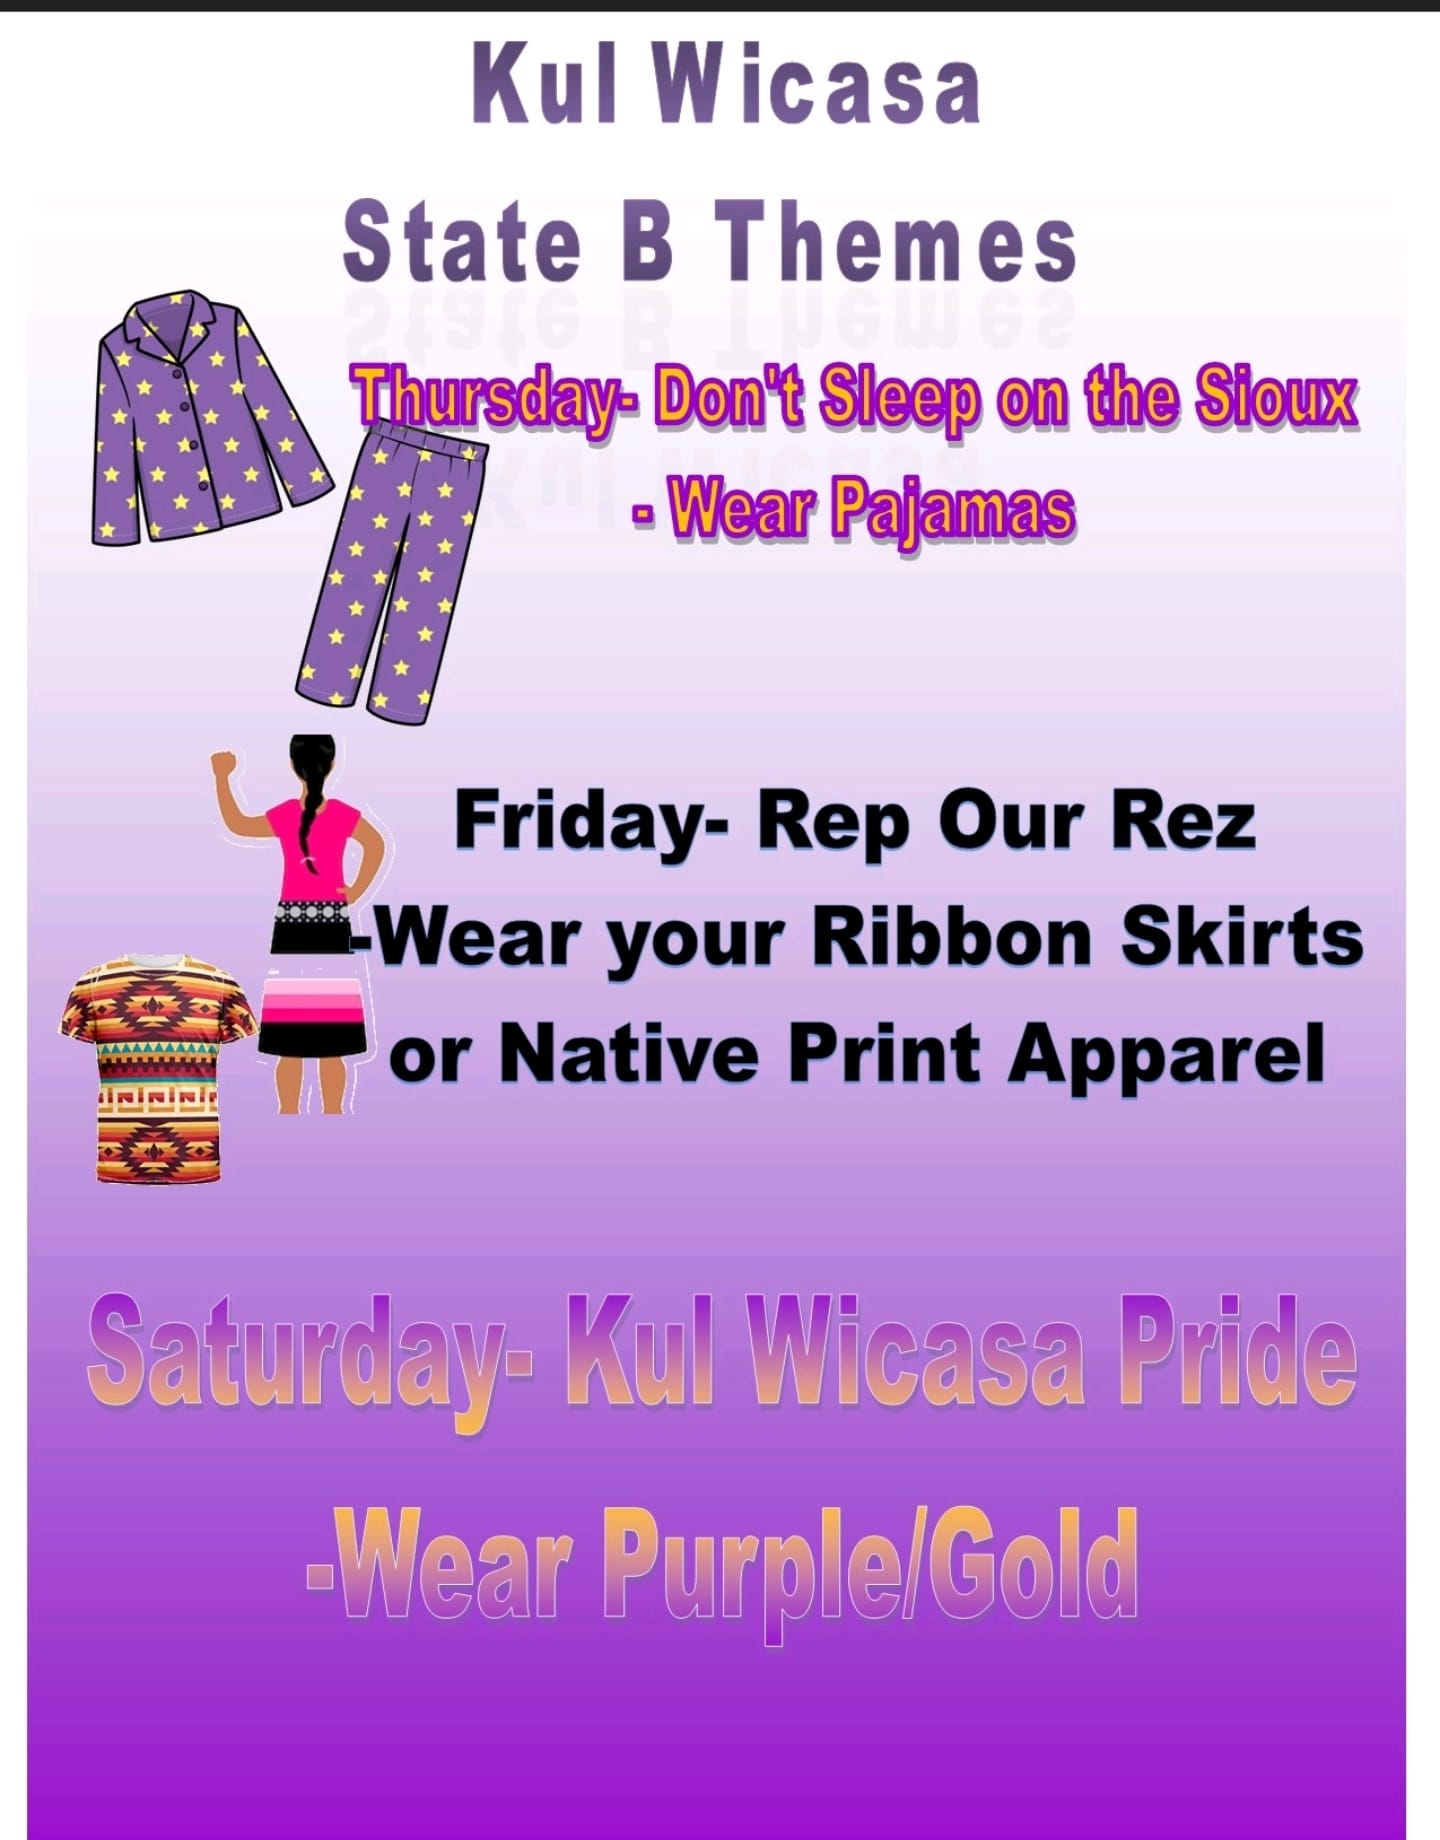 Kul Wicasa
State B Themes
Thursday- Don't Sleep on the Sioux
- Wear Pajamas
Friday- Rep Our Rez
-Wear your Ribbon Skirts
or Native Print Apparel
Saturday- Kul Wicasa Pride
-Wear Purple/Gold